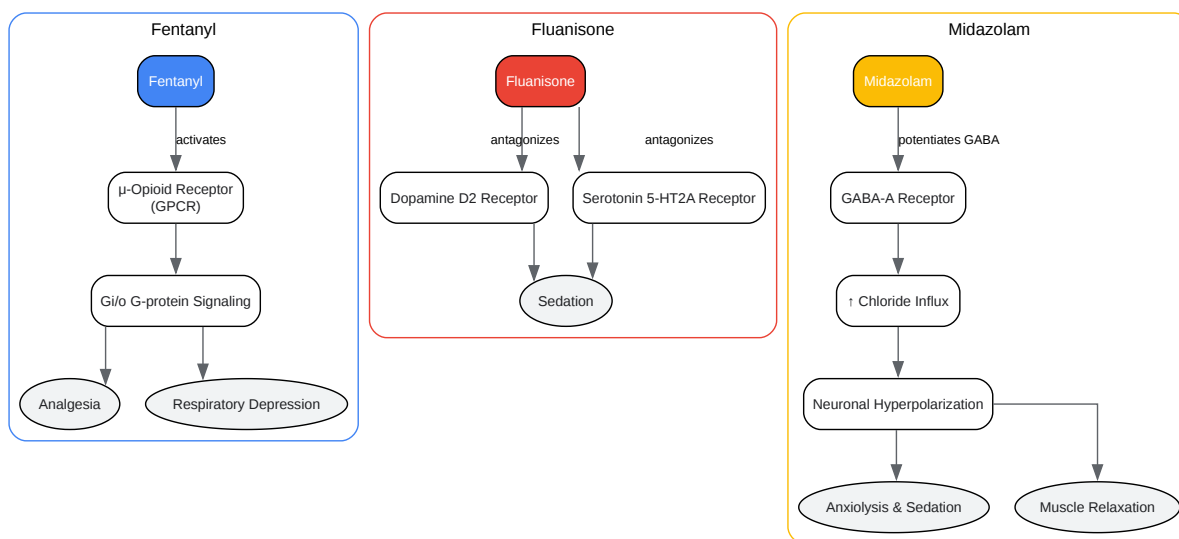 Fentanyl
Fentanyl
activates
μ-Opioid Receptor
(GPCR)
Gi/o G-protein Signaling
Analgesia
Respiratory Depression
Fluanisone
Fluanisone
antagonizes
antagonizes
Dopamine D2 Receptor
Serotonin 5-HT2A Receptor
Sedation
Midazolam
Midazolam
potentiates GABA
GABA-A Receptor
↑ Chloride Influx
Neuronal Hyperpolarization
Anxiolysis & Sedation
Muscle Relaxation